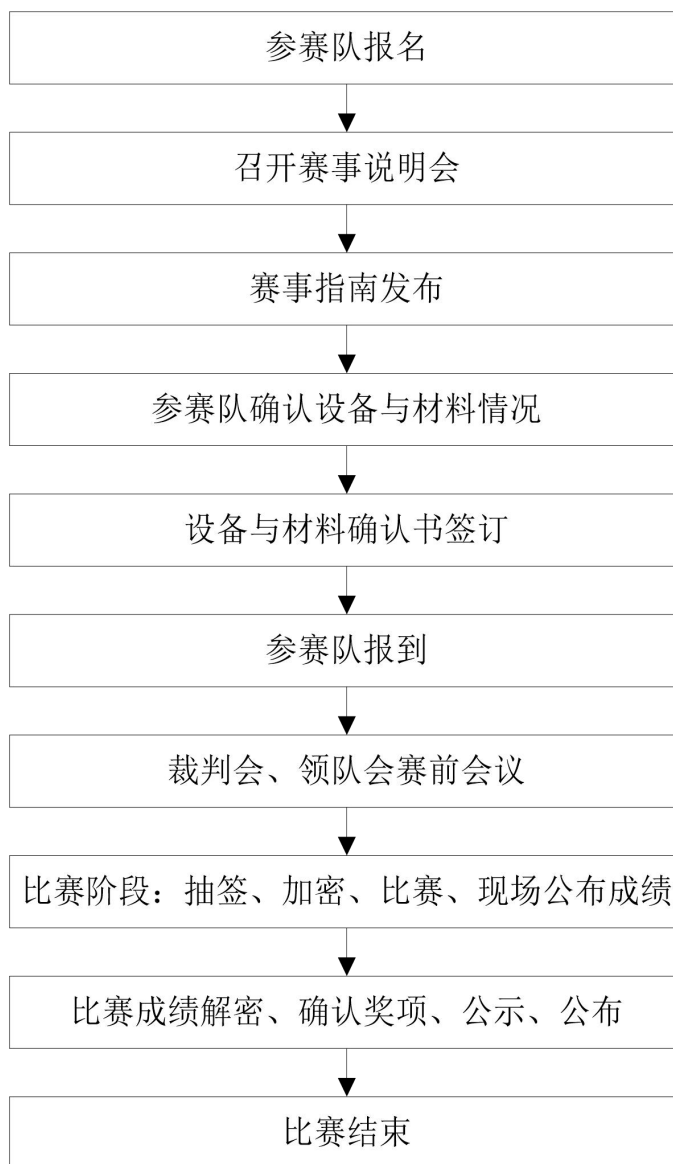 参赛队报名
召开赛事说明会
赛事指南发布
参赛队确认设备与材料情况
设备与材料确认书签订
参赛队报到
裁判会、领队会赛前会议
比赛阶段：抽签、加密、比赛、现场公布成绩
比赛成绩解密、确认奖项、公示、公布
比赛结束